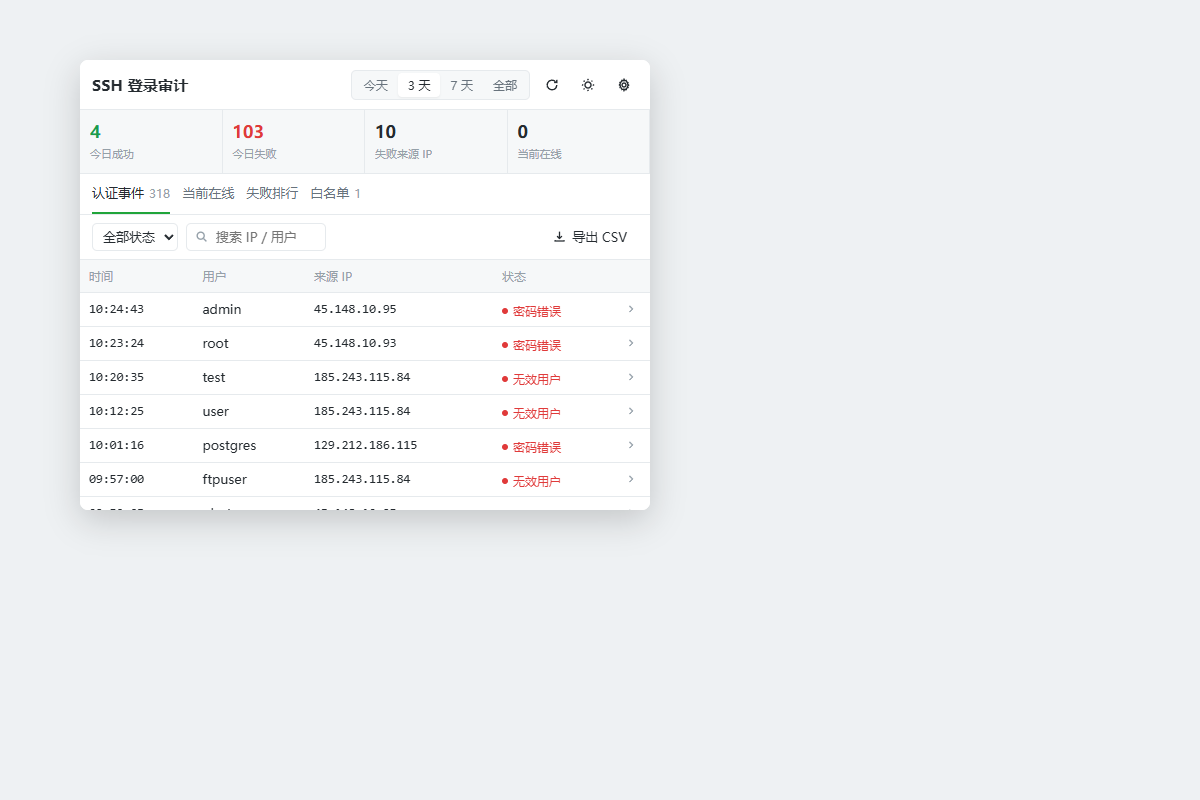 SSH 登录审计 今天 3 天 7 天 全部
4 103 10 0
今日成功 今日失败 失败来源 IP 当前在线
认证事件 318 当前在线 失败排行 白名单 1
全部状态 搜索 IP / 用户 导出 CSV
时间 用户 来源 IP 状态
10:24:43 admin 45.148.10.95 密码错误
10:23:24 root 45.148.10.93 密码错误
10:20:35 test 185.243.115.84 无效用户
10:12:25 user 185.243.115.84 无效用户
10:01:16 postgres 129.212.186.115 密码错误
09:57:00 ftpuser 185.243.115.84 无效用户